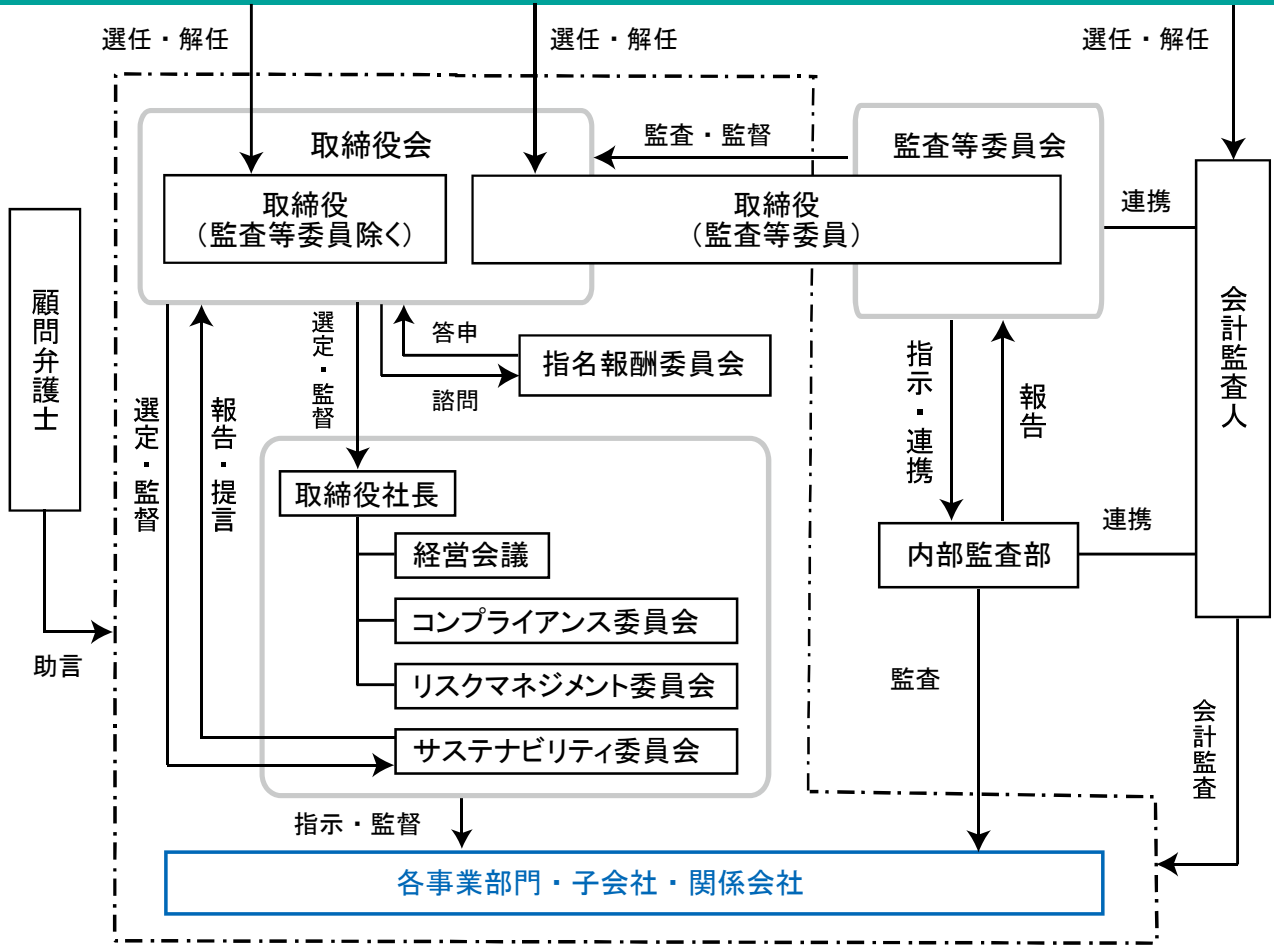 選任・解任
選任・解任
選任・解任
取締役会
監査・監督
監査等委員会
取締役
（監査等委員除く）
取締役
（監査等委員）
連携
顧問弁護士
会計監査人
選定・監督
答申
指名報酬委員会
諮問
指示・連携
報告
選定・監督
報告・提言
取締役社長
経営会議
内部監査部
連携
コンプライアンス委員会
助言
リスクマネジメント委員会
監査
サステナビリティ委員会
会計監査
指示・監督
各事業部門・子会社・関係会社